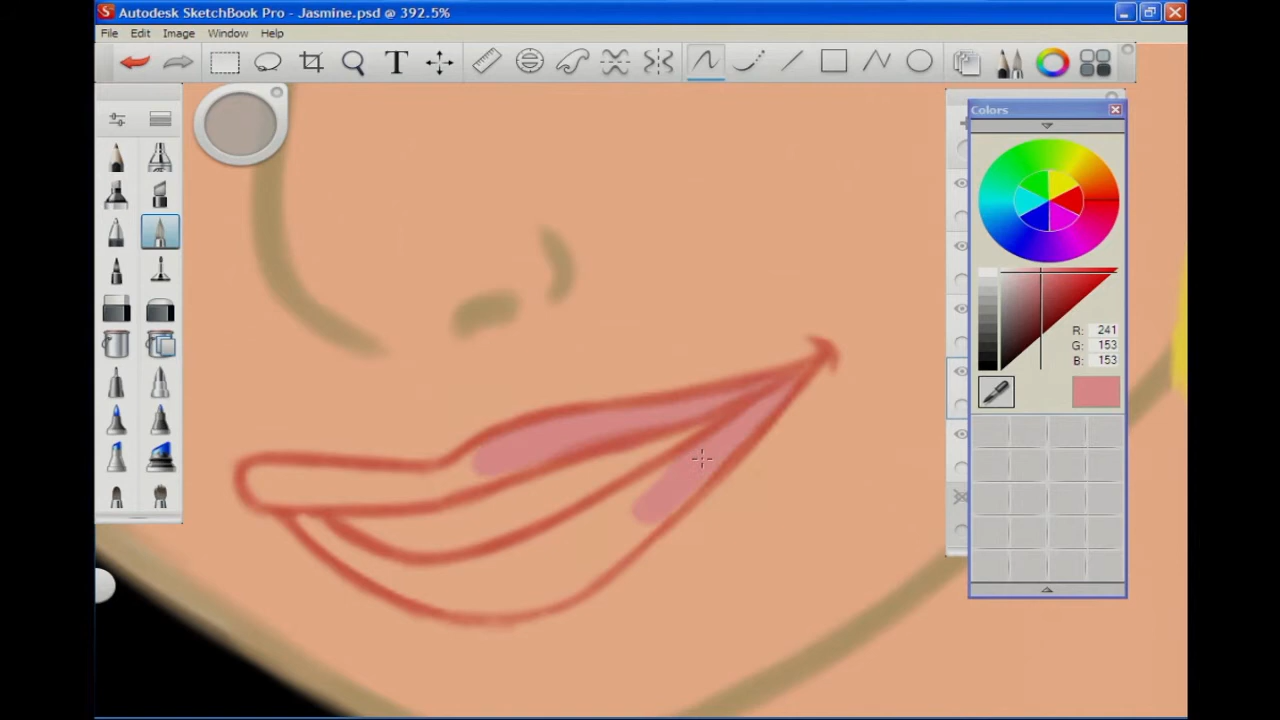 Autodesk SketchBook Pro - Jasmine.psd @ 392.5%
File Edit Image Window Help
T
Colors
R: 241
G: 153
B: 153